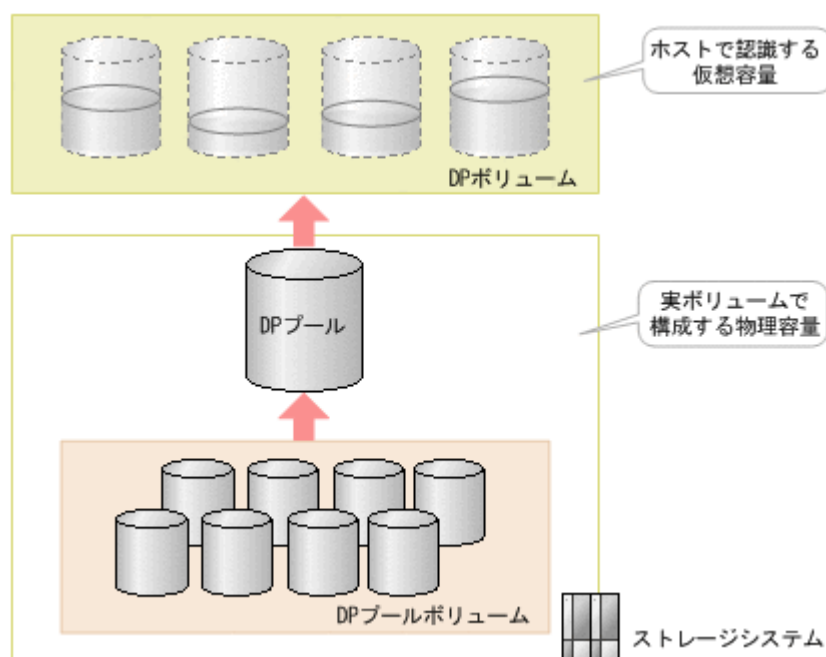 ホストで認識する
仮想容量
DPボリューム
実ボリュームで
構成する物理容量
DPプール
DPプールボリューム
ストレージシステム